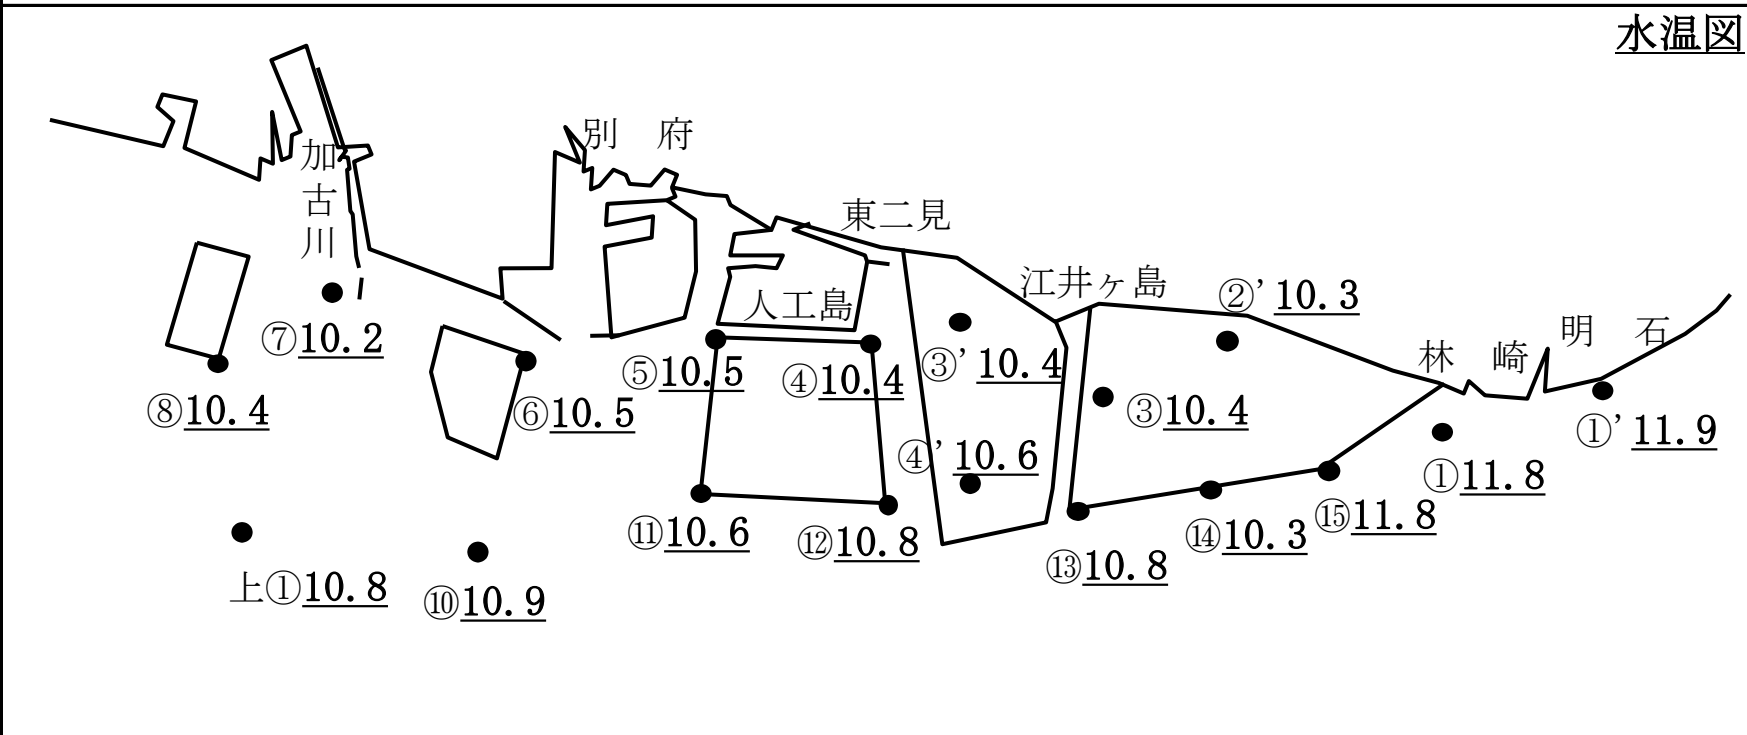 水温図
別 府
加古川
東二見
江井ヶ島
②' 10.3
人工島
明 石
林 崎
⑦10.2
③' 10.4
⑤10.5
④10.4
⑧10.4
⑥10.5
③10.4
①' 11.9
④' 10.6
①11.8
⑮11.8
⑪10.6
⑫10.8
⑭10.3
⑬10.8
上①10.8
⑩10.9